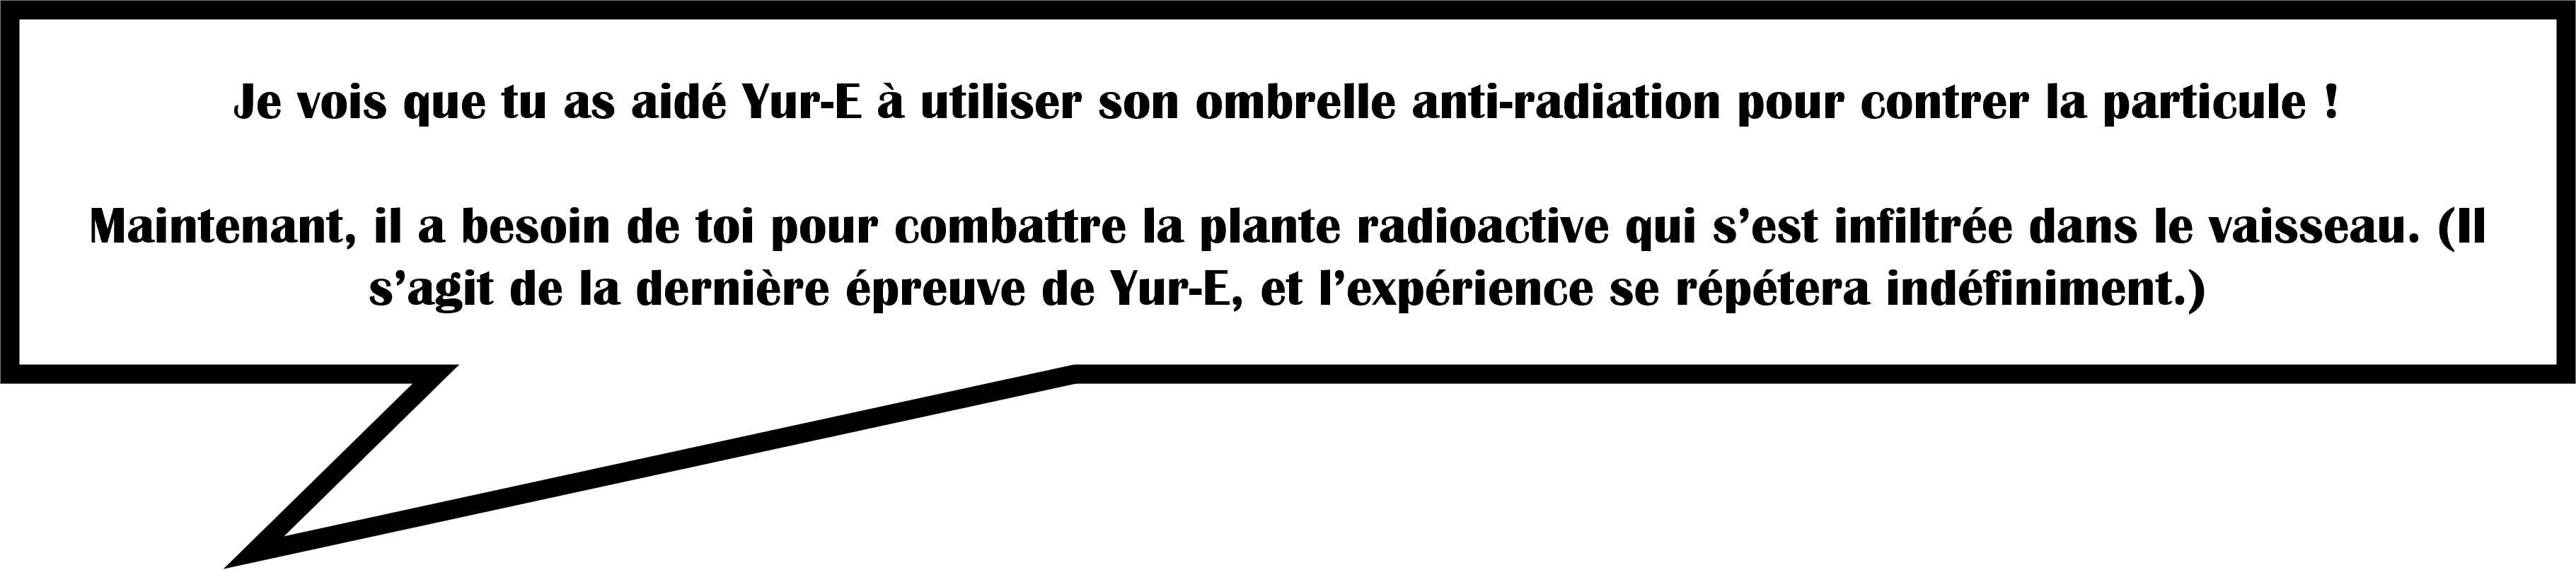 Je vois que tu as aidé Yur-E à utiliser son ombrelle anti-radiation pour contrer la particule !
Maintenant, il a besoin de toi pour combattre la plante radioactive qui s’est infiltrée dans le vaisseau. (Il
s’agit de la dernière épreuve de Yur-E, et l’expérience se répétera indéfiniment.)